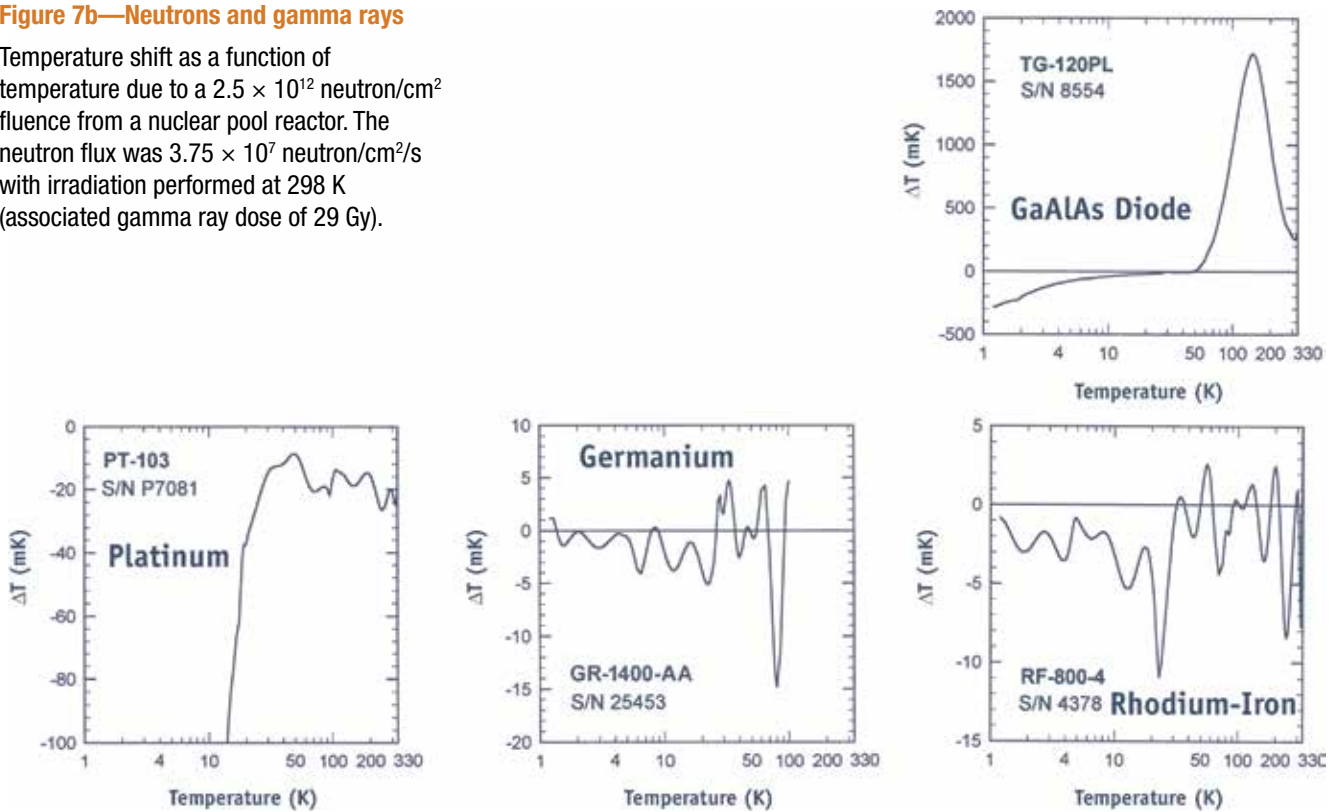 Figure 7b—Neutrons and gamma rays
Temperature shift as a function of
temperature due to a 2.5 × 10¹² neutron/cm²
fluence from a nuclear pool reactor. The
neutron flux was 3.75 × 10⁷ neutron/cm²/s
with irradiation performed at 298 K
(associated gamma ray dose of 29 Gy).
2000
1500
1000
500
0
-500
ΔT (mK)
TG-120PL
S/N 8554
GaAlAs Diode
1 4 10 50 100 200 330
Temperature (K)
0
-20
-40
-60
-80
-100
ΔT (mK)
PT-103
S/N P7081
Platinum
1 4 10 50 100 200 330
Temperature (K)
10
5
0
-5
-10
-15
-20
ΔT (mK)
Germanium
GR-1400-AA
S/N 25453
1 4 10 50 100 200 330
Temperature (K)
5
0
-5
-10
-15
ΔT (mK)
RF-800-4
S/N 4378 Rhodium-Iron
1 4 10 50 100 200 330
Temperature (K)